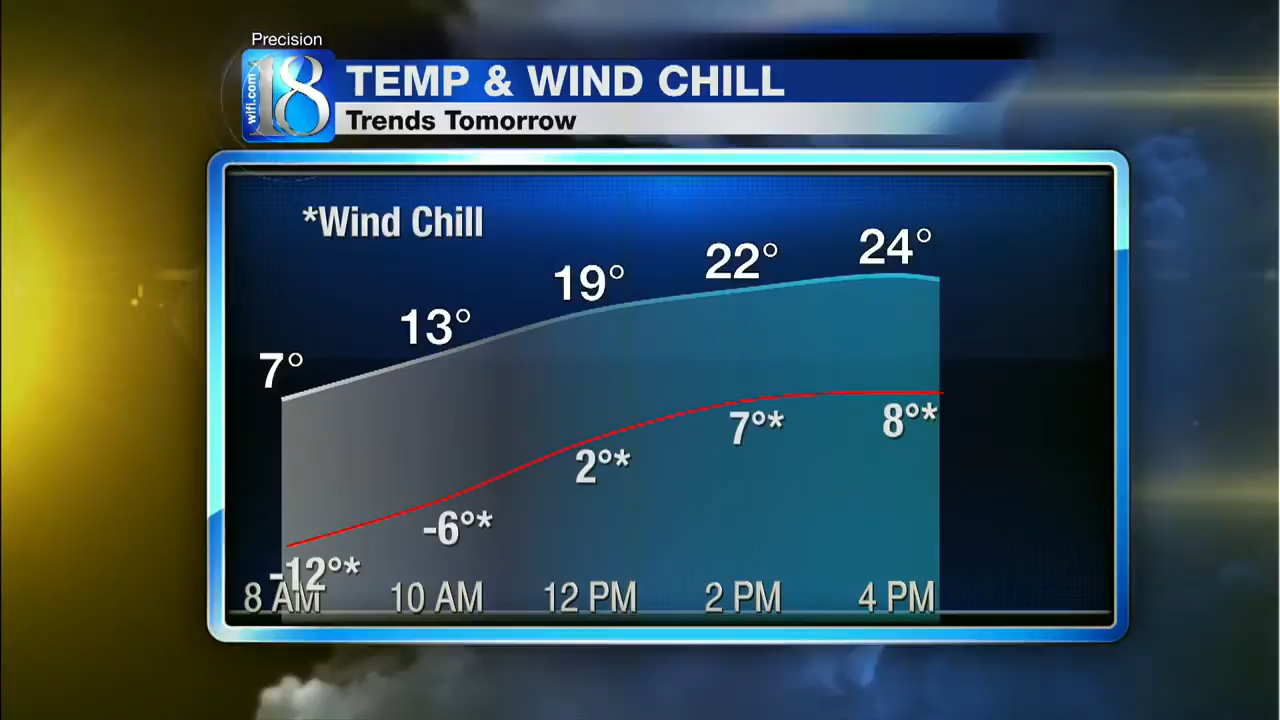 Precision
wlfi.com
18
TEMP & WIND CHILL
Trends Tomorrow
*Wind Chill
7° 13° 19° 22° 24°
-12°* -6°* 2°* 7°* 8°*
8 AM 10 AM 12 PM 2 PM 4 PM